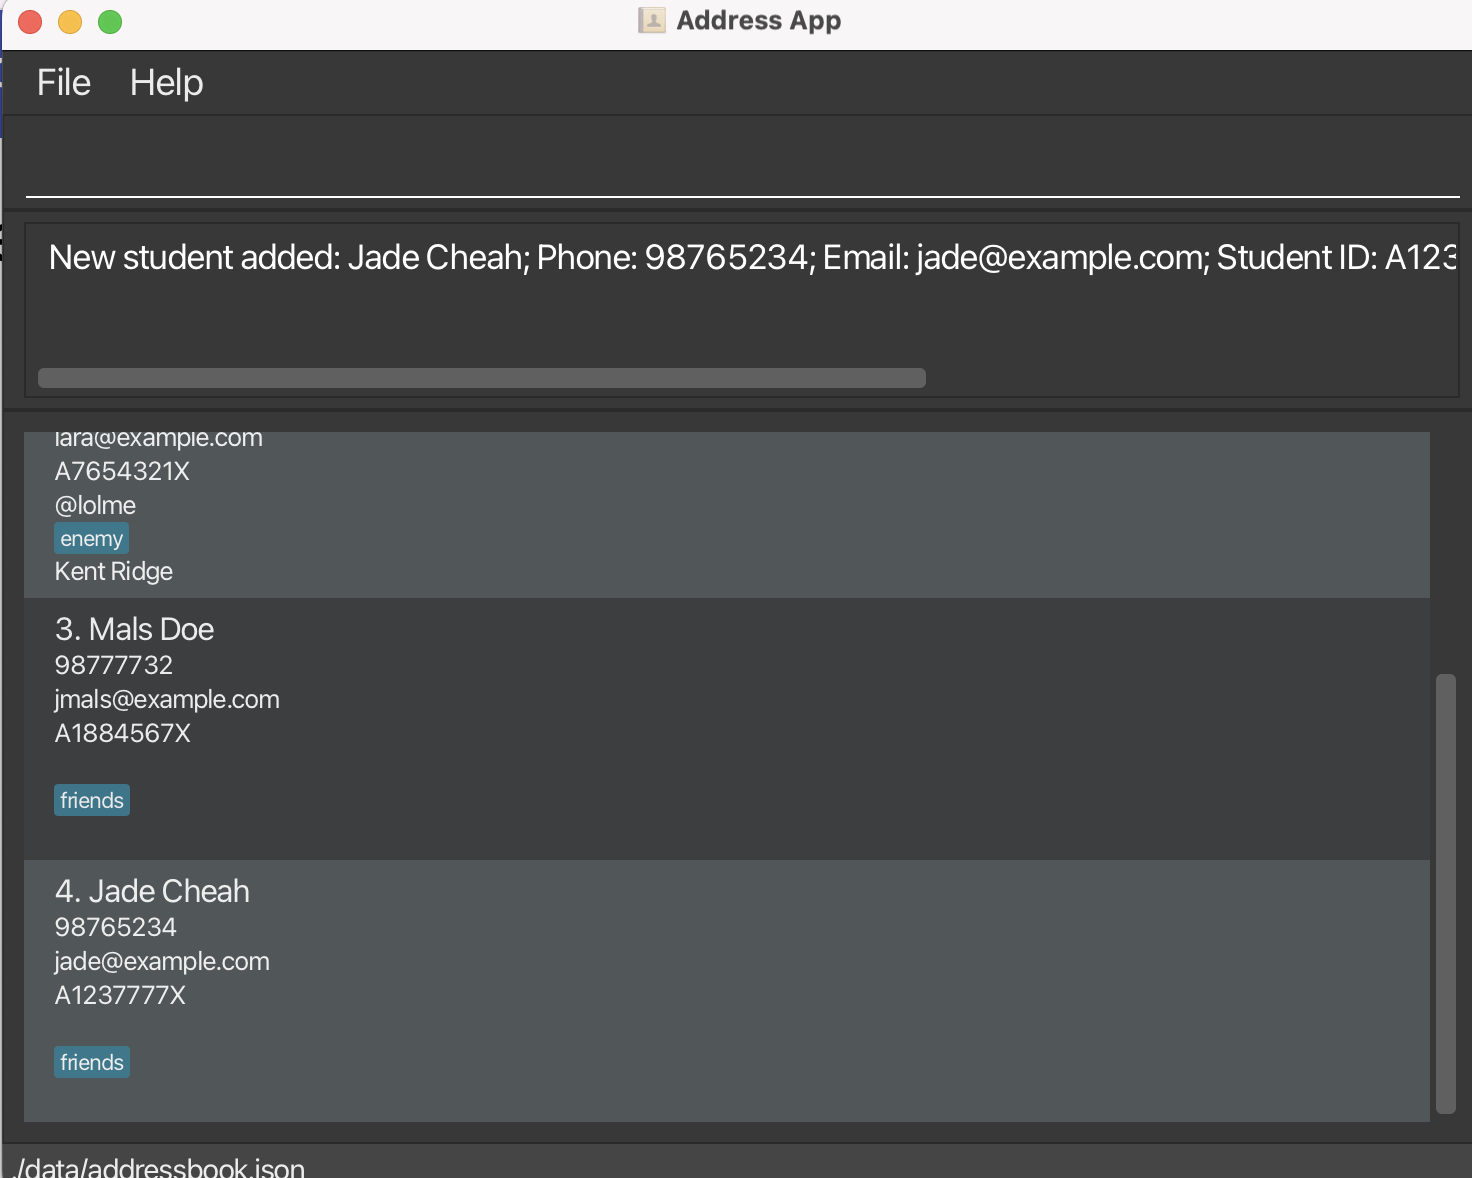 Address App
File Help
New student added: Jade Cheah; Phone: 98765234; Email: jade@example.com; Student ID: A123
lara@example.com
A7654321X
@lolme
enemy
Kent Ridge
3. Mals Doe
98777732
jmals@example.com
A1884567X
friends
4. Jade Cheah
98765234
jade@example.com
A1237777X
friends
./data/addressbook.json